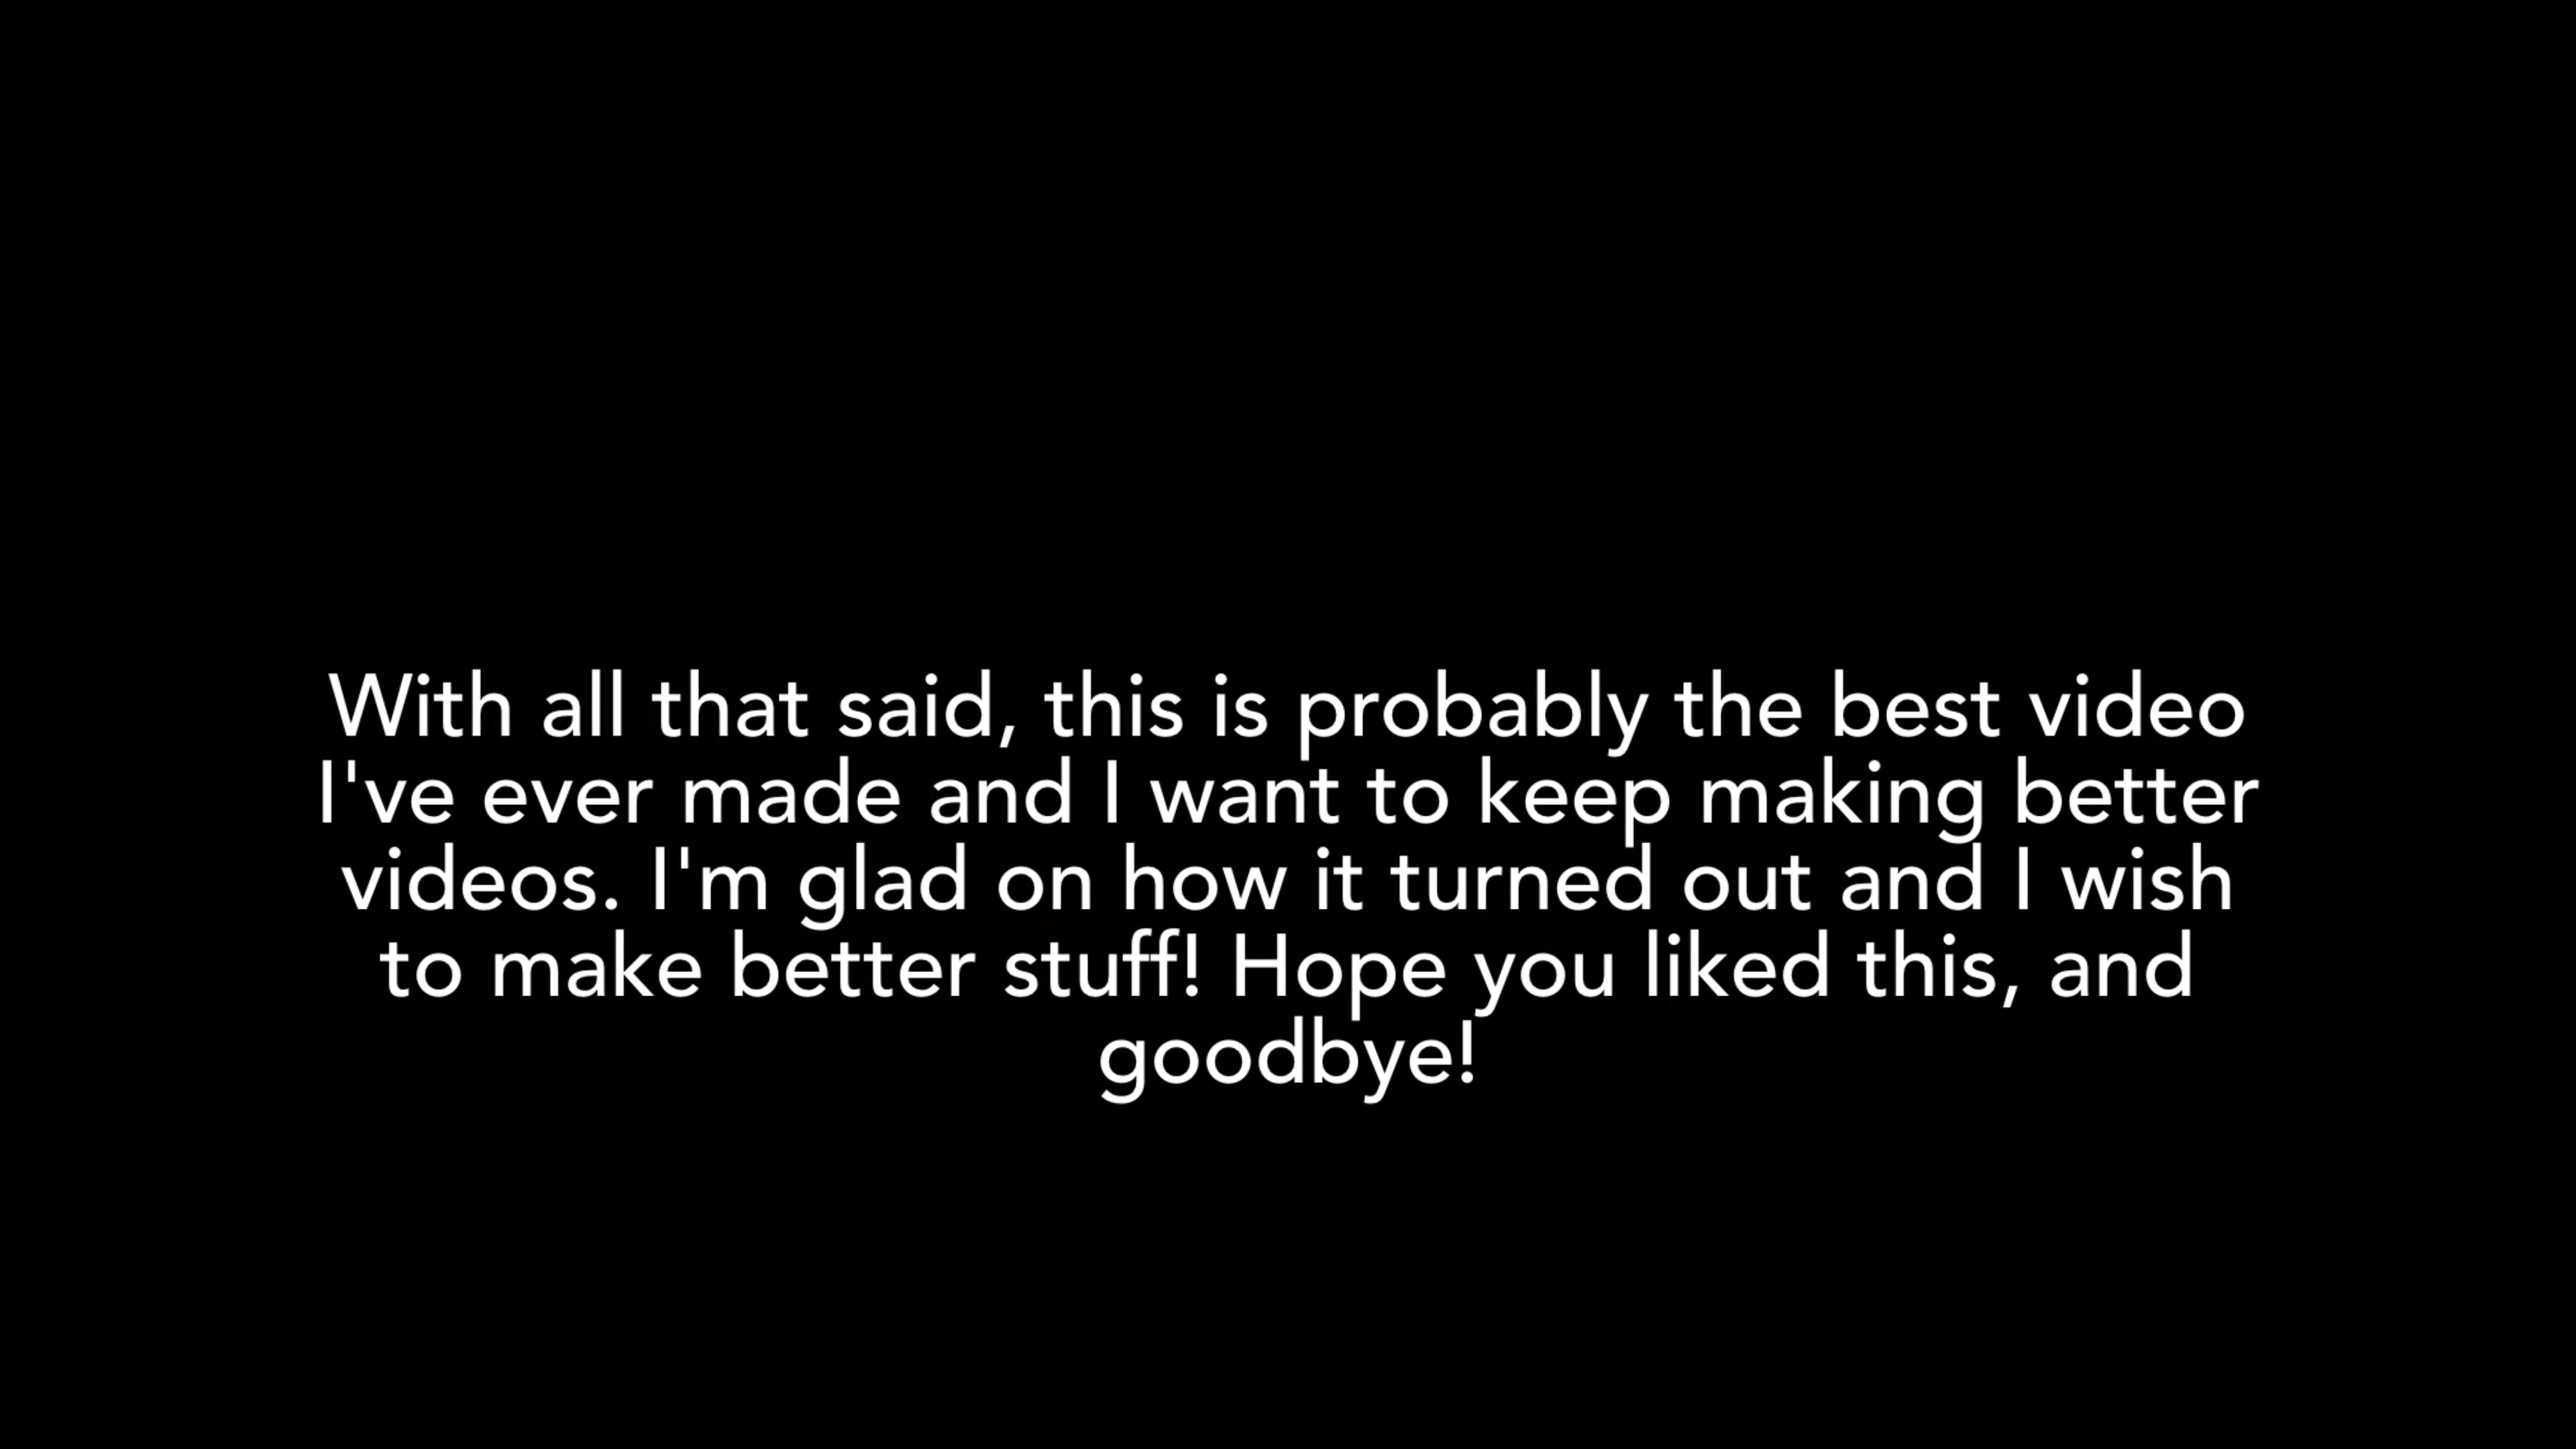 With all that said, this is probably the best video
I've ever made and I want to keep making better
videos. I'm glad on how it turned out and I wish
to make better stuff! Hope you liked this, and
goodbye!